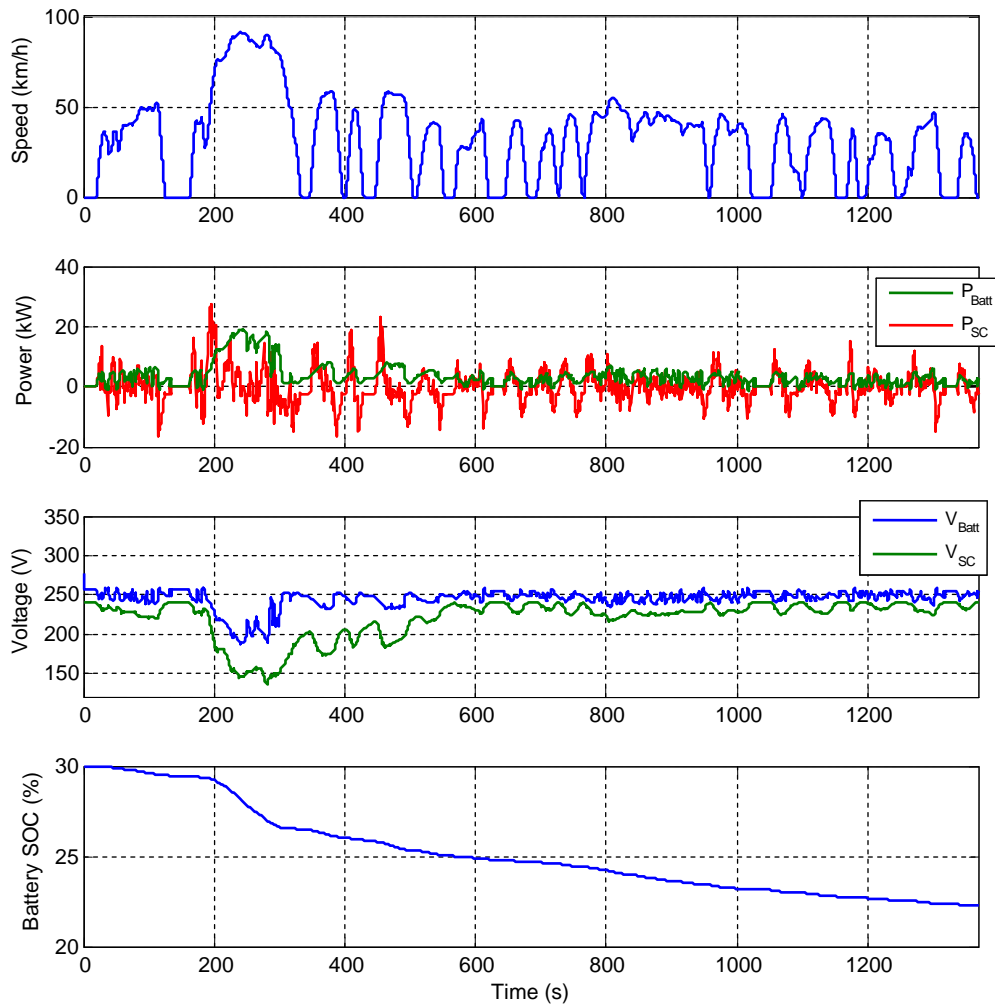 Speed (km/h)
100
50
0
0 200 400 600 800 1000 1200
Power (kW)
40
20
0
-20
P_Batt
P_SC
0 200 400 600 800 1000 1200
Voltage (V)
350
300
250
200
150
V_Batt
V_SC
0 200 400 600 800 1000 1200
Battery SOC (%)
30
25
20
0 200 400 600 800 1000 1200
Time (s)